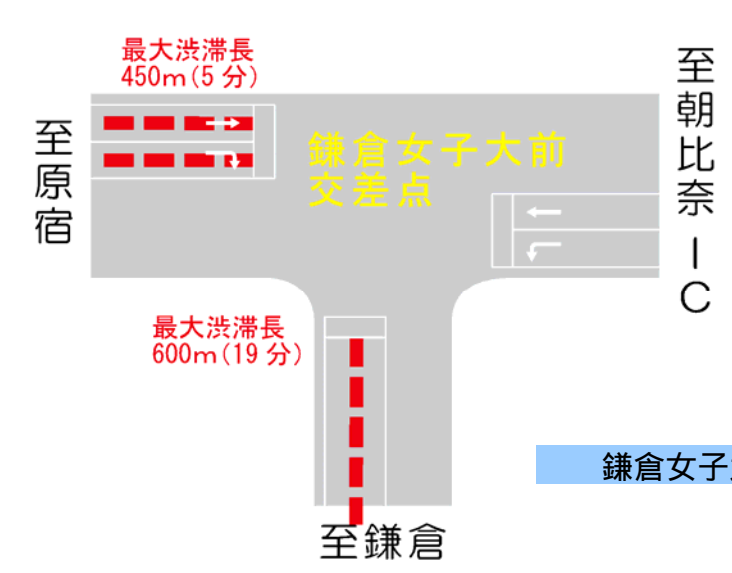 最大渋滞長
450m(5分)
至原宿
鎌倉女子大前
交差点
至朝比奈IC
最大渋滞長
600m(19分)
鎌倉女子
至鎌倉